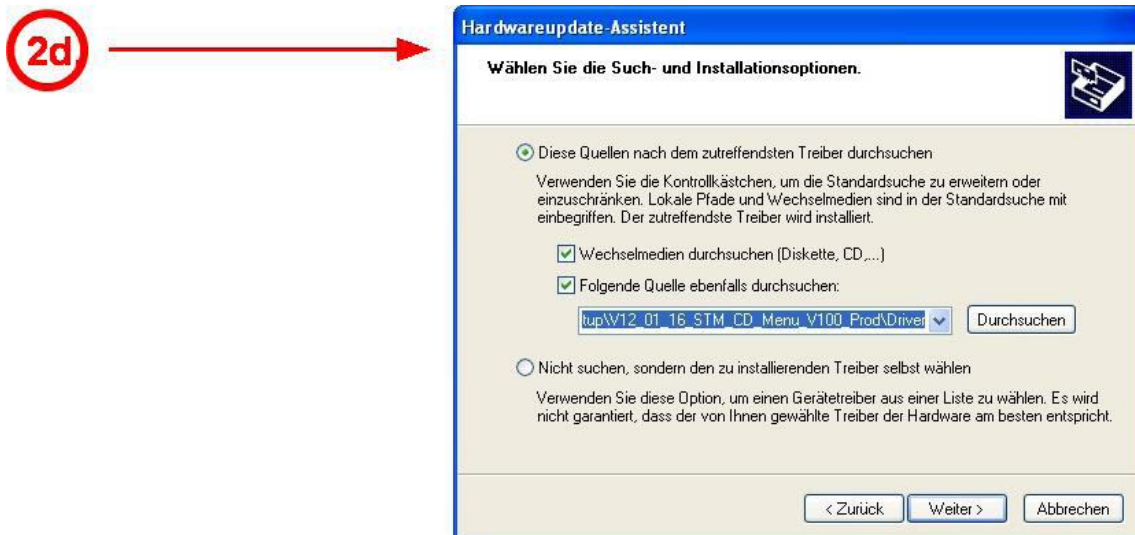 2d
Hardwareupdate-Assistent
Wählen Sie die Such- und Installationsoptionen.
Diese Quellen nach dem zutreffendsten Treiber durchsuchen
Verwenden Sie die Kontrollkästchen, um die Standardsuche zu erweitern oder
einzuschränken. Lokale Pfade und Wechselmedien sind in der Standardsuche mit
einbegriffen. Der zutreffendste Treiber wird installiert.
Wechselmedien durchsuchen (Diskette, CD,...)
Folgende Quelle ebenfalls durchsuchen:
tup\V12_01_16_STM_CD_Menu_V100_Prod\Driver Durchsuchen
Nicht suchen, sondern den zu installierenden Treiber selbst wählen
Verwenden Sie diese Option, um einen Gerätetreiber aus einer Liste zu wählen. Es wird
nicht garantiert, dass der von Ihnen gewählte Treiber der Hardware am besten entspricht.
< Zurück Weiter > Abbrechen